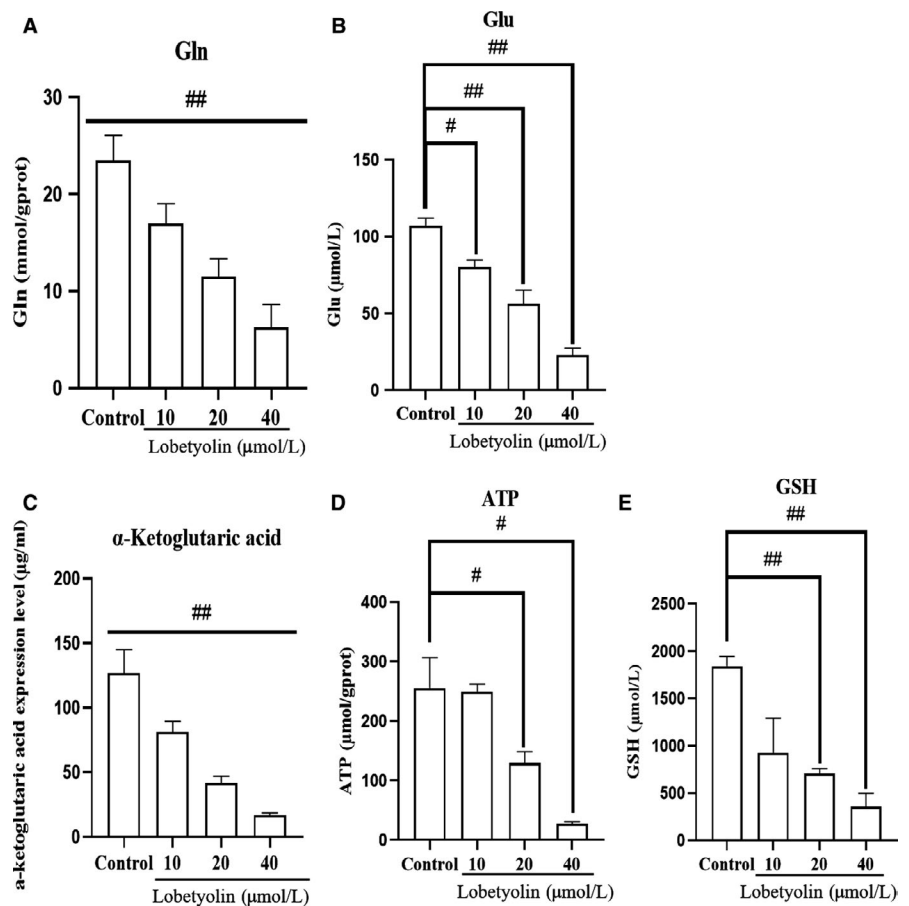 A
Gln
##
Gln (mmol/gprot)
30
20
10
0
Control 10 20 40
Lobetyolin (μmol/L)
B
Glu
##
##
#
Glu (μmol/L)
150
100
50
0
Control 10 20 40
Lobetyolin (μmol/L)
C
α-Ketoglutaric acid
##
a-ketoglutaric acid expression level (μg/ml)
200
150
100
50
0
Control 10 20 40
Lobetyolin (μmol/L)
D
ATP
#
#
ATP (μmol/gprot)
400
300
200
100
0
Control 10 20 40
Lobetyolin (μmol/L)
E
GSH
##
##
GSH (μmol/L)
2500
2000
1500
1000
500
0
Control 10 20 40
Lobetyolin (μmol/L)